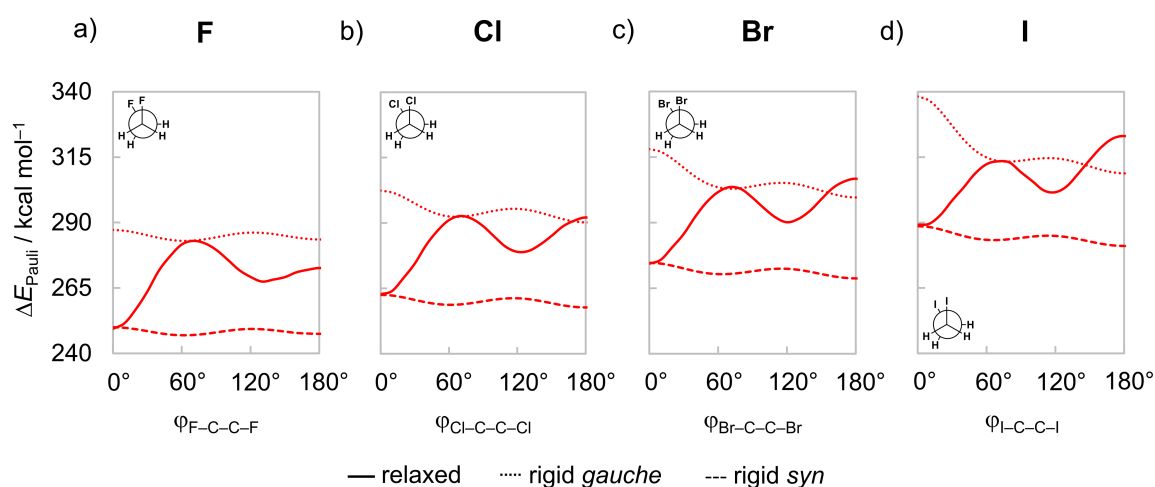 a) F b) Cl c) Br d) I
340
315
290
265
240
ΔE_Pauli / kcal mol⁻¹
F F
H H
H H
Cl Cl
H H
H H
Br Br
H H
H H
I I
H
H H
H
0° 60° 120° 180° 0° 60° 120° 180° 0° 60° 120° 180° 0° 60° 120° 180°
φF–C–C–F φCl–C–C–Cl φBr–C–C–Br φI–C–C–I
relaxed rigid gauche rigid syn